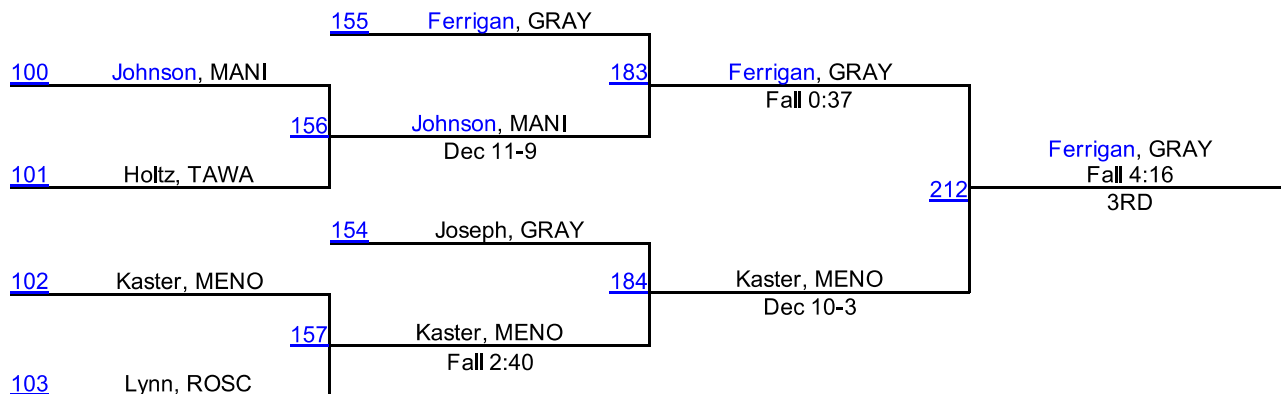 155 Ferrigan, GRAY
100 Johnson, MANI
183 Ferrigan, GRAY
Fall 0:37
156 Johnson, MANI
Dec 11-9
101 Holtz, TAWA
Ferrigan, GRAY
Fall 4:16
212
3RD
154 Joseph, GRAY
102 Kaster, MENO
184 Kaster, MENO
Dec 10-3
157 Kaster, MENO
Fall 2:40
103 Lynn, ROSC